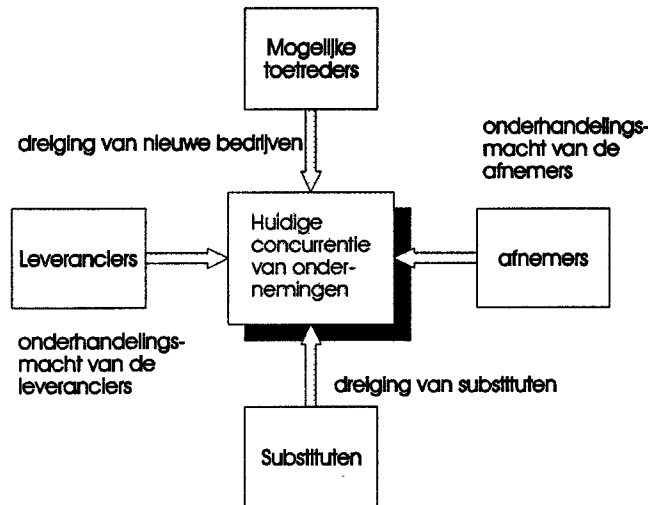 Mogelijke
toetreders
dreiging van nieuwe bedrijven
onderhandelings-
macht van de
afnemers
Leveranciers
Huidige
concurrentie
van onder-
nemingen
afnemers
onderhandelings-
macht van de
leveranciers
dreiging van substituten
Substituten